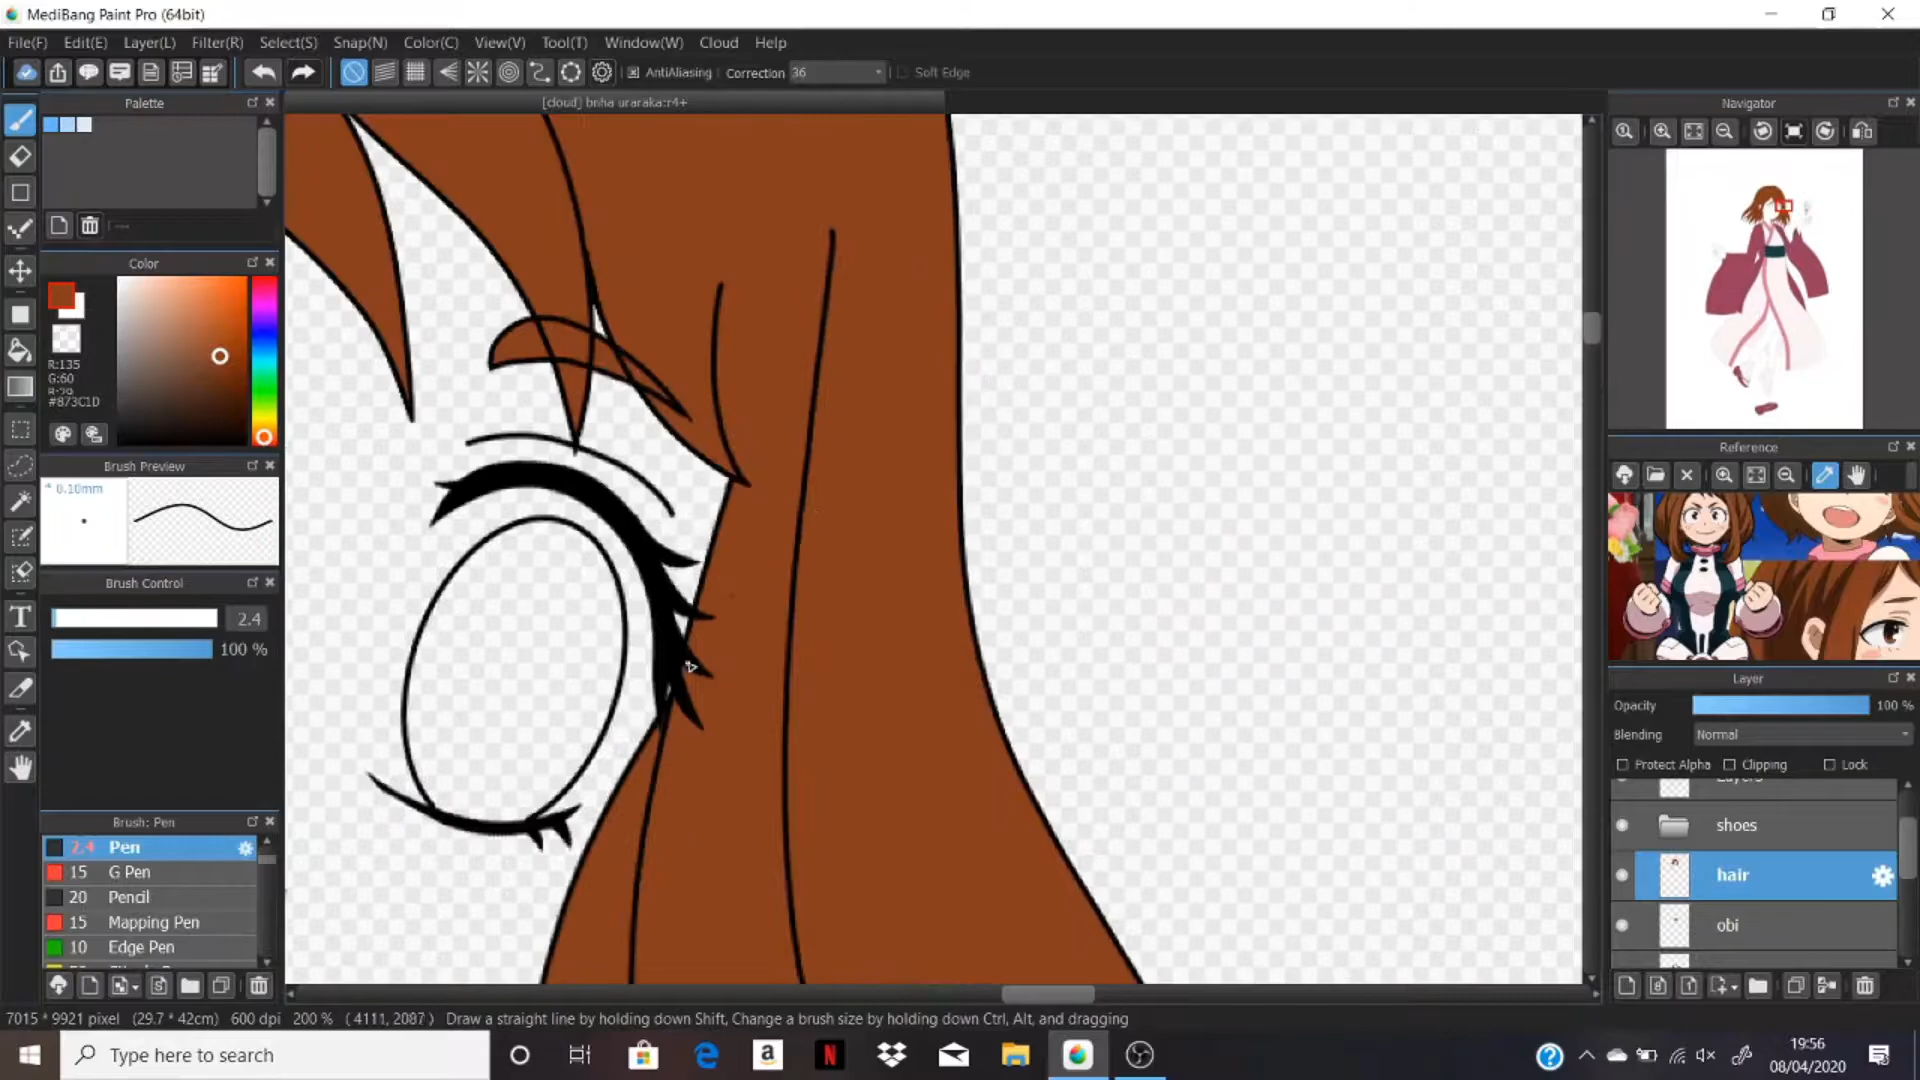 MediBang Paint Pro (64bit)
File(F) Edit(E) Layer(L) Filter(R) Select(S) Snap(N) Color(C) View(V) Tool(T) Window(W) Cloud Help
AntiAliasing Correction 36 Soft Edge
Palette
[cloud] bnha uraraka:r4+
Navigator
Color
R:135
G:60
#873C1D
Brush Preview
0.10mm
Brush Control
2.4
100 %
Reference
Layer
Opacity 100 %
Blending Normal
Protect Alpha Clipping Lock
shoes
hair
obi
Brush: Pen
2.4 Pen
15 G Pen
20 Pencil
15 Mapping Pen
10 Edge Pen
7015 * 9921 pixel (29.7 * 42cm) 600 dpi 200 % ( 4111, 2087 ) Draw a straight line by holding down Shift, Change a brush size by holding down Ctrl, Alt, and dragging
Type here to search
19:56
08/04/2020